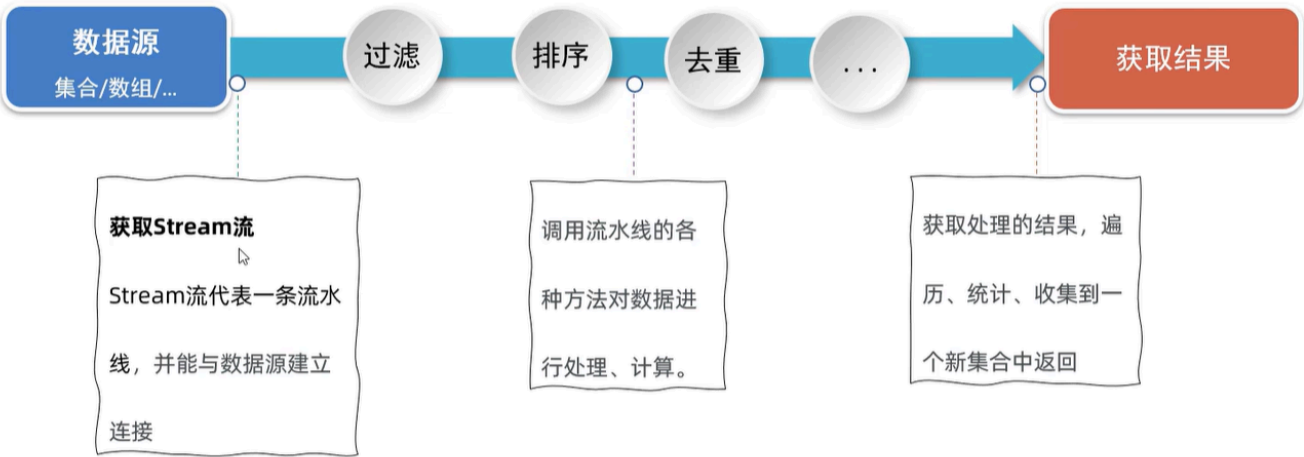 数据源
集合/数组/...
过滤
排序
去重
...
获取结果
获取Stream流
Stream流代表一条流水
线，并能与数据源建立
连接
调用流水线的各
种方法对数据进
行处理、计算。
获取处理的结果，遍
历、统计、收集到一
个新集合中返回